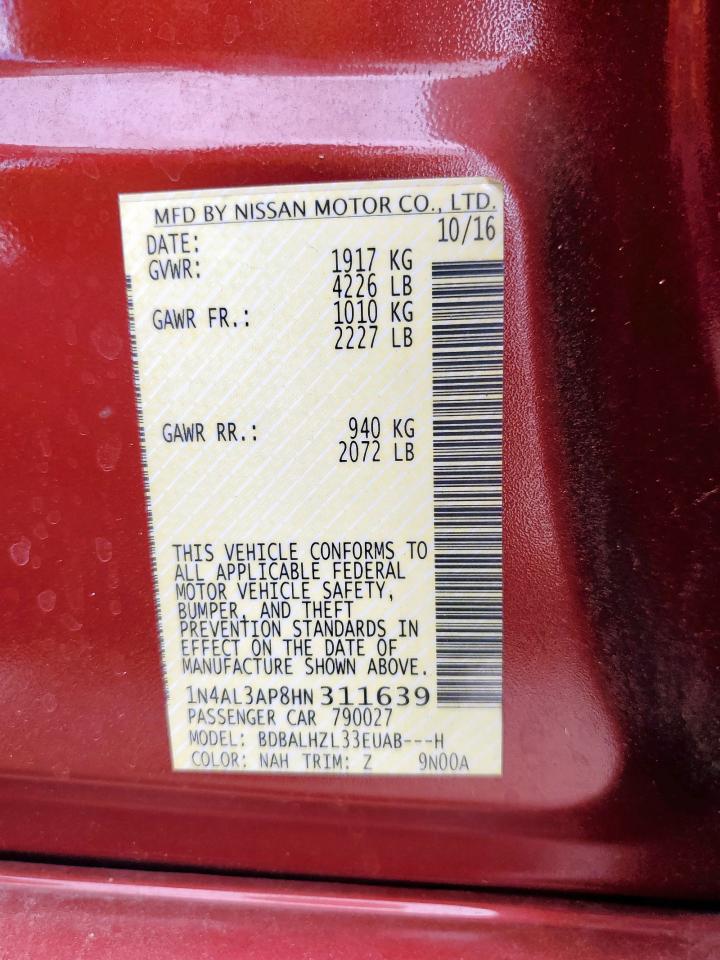 MFD BY NISSAN MOTOR CO., LTD.
DATE: 10/16
GVWR: 1917 KG
4226 LB
GAWR FR.: 1010 KG
2227 LB
GAWR RR.: 940 KG
2072 LB
THIS VEHICLE CONFORMS TO
ALL APPLICABLE FEDERAL
MOTOR VEHICLE SAFETY,
BUMPER, AND THEFT
PREVENTION STANDARDS IN
EFFECT ON THE DATE OF
MANUFACTURE SHOWN ABOVE.
1N4AL3AP8HN311639
PASSENGER CAR 790027
MODEL: BDBALHZL33EUAB---H
COLOR: NAH TRIM: Z 9N00A